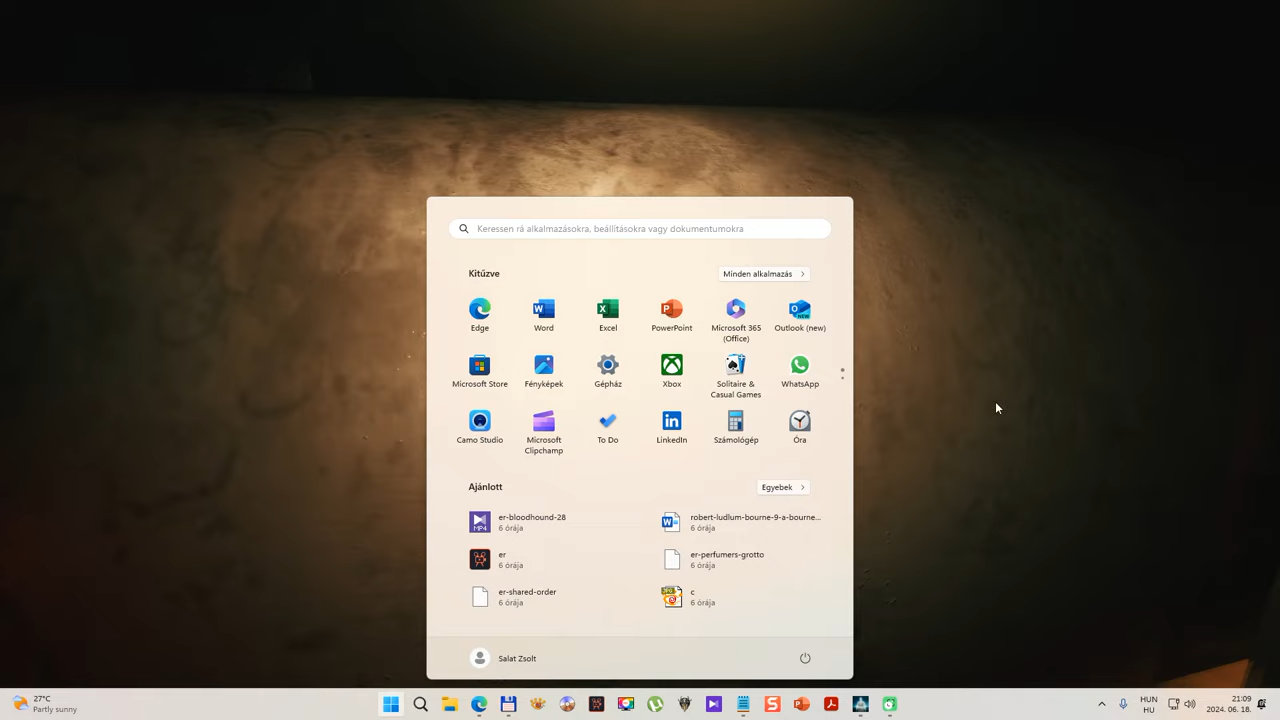 Keressen rá alkalmazásokra, beállításokra vagy dokumentumokra
Kitűzve
Minden alkalmazás
Edge
Word
Excel
PowerPoint
Microsoft 365
(Office)
Outlook (new)
Microsoft Store
Fényképek
Gépház
Xbox
Solitaire &
Casual Games
WhatsApp
Camo Studio
Microsoft
Clipchamp
To Do
LinkedIn
Számológép
Óra
Ajánlott
Egyebek
er-bloodhound-28
6 órája
robert-ludlum-bourne-9-a-bourne...
6 órája
er
6 órája
er-perfumers-grotto
6 órája
er-shared-order
6 órája
c
6 órája
Salat Zsolt
27°C
Partly sunny
HUN
HU
21:09
2024. 06. 18.